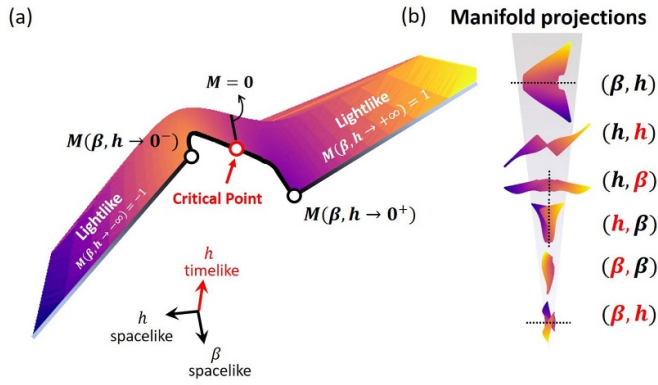 (a)
M = 0
M(β, h → 0⁻)
Lightlike
M(β, h → −∞) = −1
Lightlike
M(β, h → +∞) = 1
Critical Point
M(β, h → 0⁺)
h
timelike
h
spacelike
β
spacelike
(b)
Manifold projections
(β, h)
(h, h)
(h, β)
(h, β)
(β, β)
(β, h)